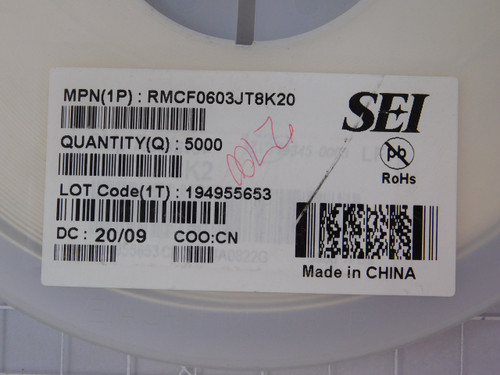 MPN(1P) : RMCF0603JT8K20
SEI
QUANTITY(Q) : 5000
pb
RoHs
LOT Code(1T) : 194955653
DC : 20/09 COO:CN
Made in CHINA